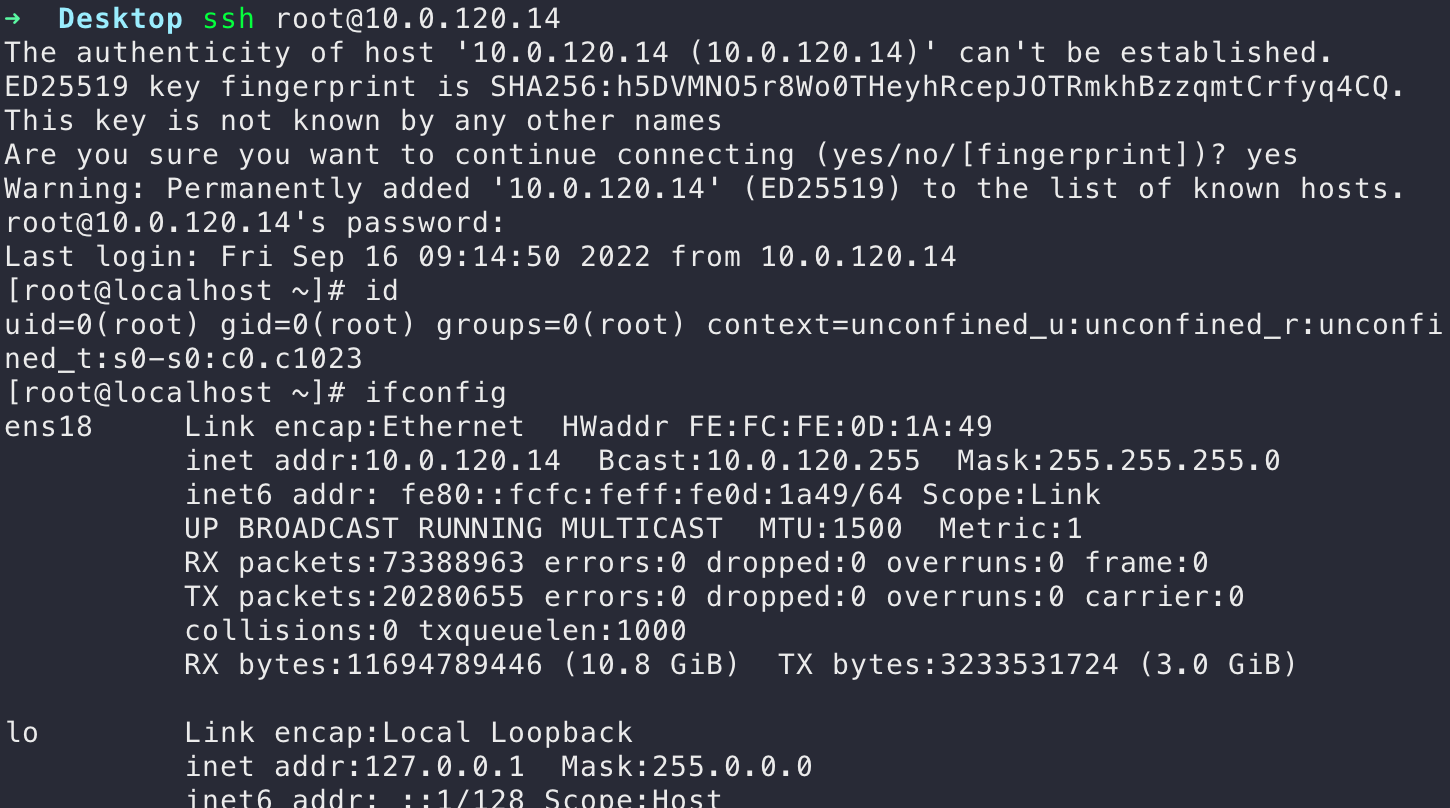 → Desktop ssh root@10.0.120.14
The authenticity of host '10.0.120.14 (10.0.120.14)' can't be established.
ED25519 key fingerprint is SHA256:h5DVMNO5r8Wo0THeyhRcepJOTRmkhBzzqmtCrfyq4CQ.
This key is not known by any other names
Are you sure you want to continue connecting (yes/no/[fingerprint])? yes
Warning: Permanently added '10.0.120.14' (ED25519) to the list of known hosts.
root@10.0.120.14's password:
Last login: Fri Sep 16 09:14:50 2022 from 10.0.120.14
[root@localhost ~]# id
uid=0(root) gid=0(root) groups=0(root) context=unconfined_u:unconfined_r:unconfi
ned_t:s0-s0:c0.c1023
[root@localhost ~]# ifconfig
ens18     Link encap:Ethernet  HWaddr FE:FC:FE:0D:1A:49
          inet addr:10.0.120.14  Bcast:10.0.120.255  Mask:255.255.255.0
          inet6 addr: fe80::fcfc:feff:fe0d:1a49/64 Scope:Link
          UP BROADCAST RUNNING MULTICAST  MTU:1500  Metric:1
          RX packets:73388963 errors:0 dropped:0 overruns:0 frame:0
          TX packets:20280655 errors:0 dropped:0 overruns:0 carrier:0
          collisions:0 txqueuelen:1000
          RX bytes:11694789446 (10.8 GiB)  TX bytes:3233531724 (3.0 GiB)

lo        Link encap:Local Loopback
          inet addr:127.0.0.1  Mask:255.0.0.0
          inet6 addr: ::1/128 Scope:Host